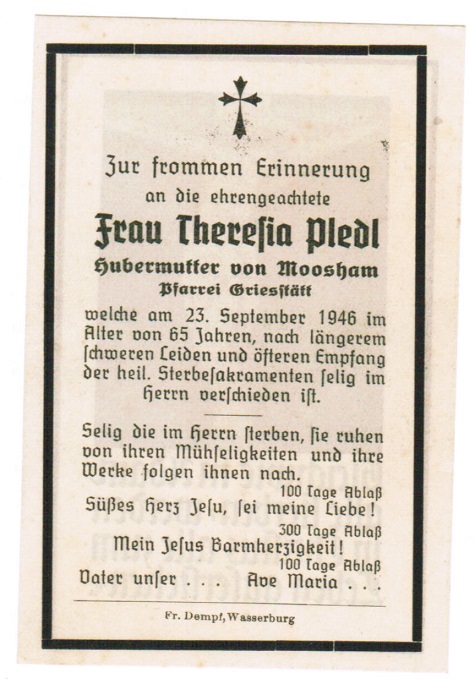 Zur frommen Erinnerung
an die ehrengeachtete
Frau Theresia Pledl
Hubermutter von Moosham
Pfarrei Griesstätt
welche am 23. September 1946 im
Alter von 65 Jahren, nach längerem
schweren Leiden und öfteren Empfang
der heil. Sterbesakramenten selig im
Herrn verschieden ist.
Selig die im Herrn sterben, sie ruhen
von ihren Mühseligkeiten und ihre
Werke folgen ihnen nach.
100 Tage Ablaß
Süßes Herz Jesu, sei meine Liebe!
300 Tage Ablaß
Mein Jesus Barmherzigkeit!
100 Tage Ablaß
Vater unser . . . Ave Maria . . .
Fr. Dempf, Wasserburg